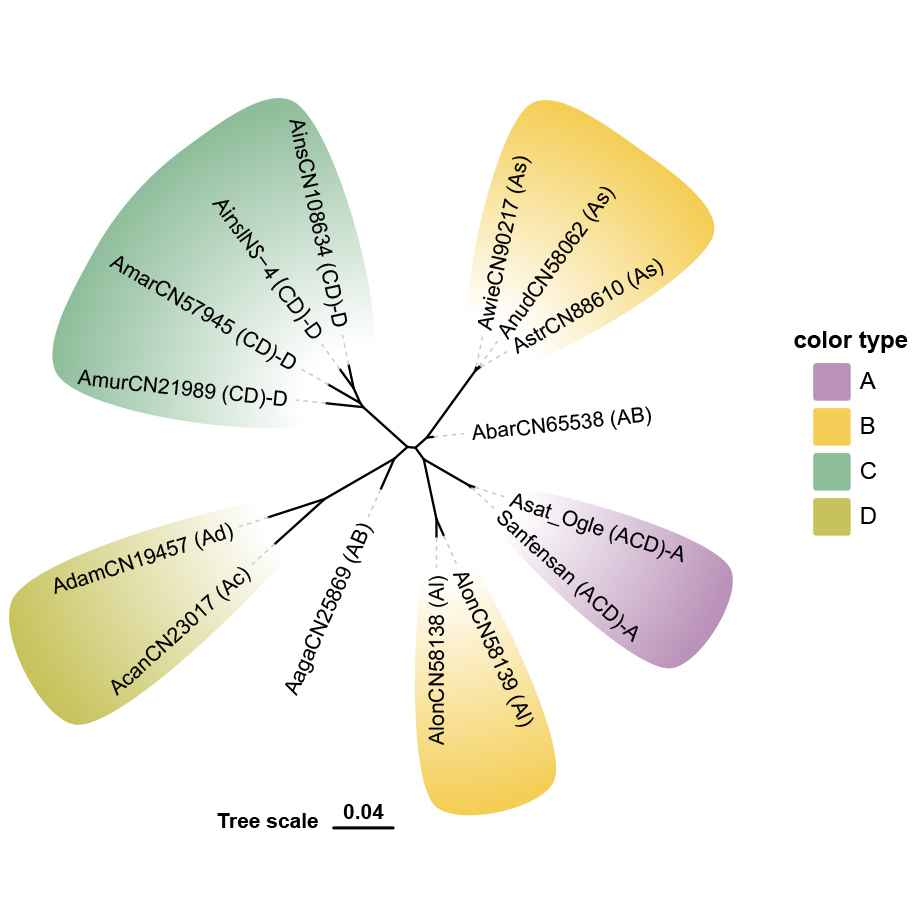 AinsCN108634 (CD)-D
AinsINS−4 (CD)-D
AmarCN57945 (CD)-D
AmurCN21989 (CD)-D
AwieCN90217 (As)
AnudCN58062 (As)
AstrCN88610 (As)
AbarCN65538 (AB)
Asat_Ogle (ACD)-A
Sanfensan (ACD)-A
AlonCN58139 (Al)
AlonCN58138 (Al)
AagaCN25869 (AB)
AcanCN23017 (Ac)
AdamCN19457 (Ad)
color type
A
B
C
D
Tree scale 0.04